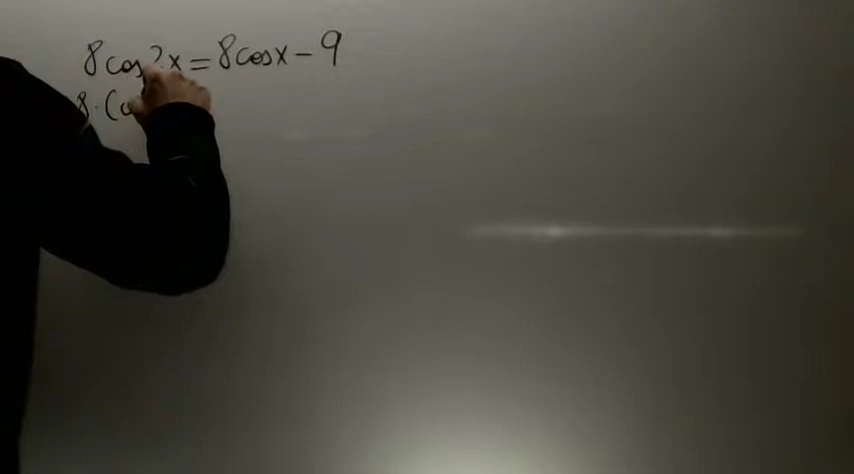 8cos2x = 8cosx - 9
8·(